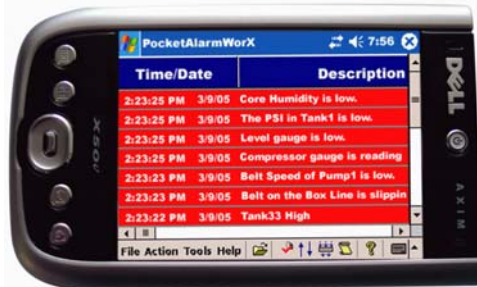 PocketAlarmWorX 7:56
Time/Date Description
2:23:25 PM 3/9/05 Core Humidity is low.
2:23:25 PM 3/9/05 The PSI in Tank1 is low.
2:23:25 PM 3/9/05 Level gauge is low.
2:23:25 PM 3/9/05 Compressor gauge is reading
2:23:23 PM 3/9/05 Belt Speed of Pump1 is low.
2:23:23 PM 3/9/05 Belt on the Box Line is slippin
2:23:22 PM 3/9/05 Tank33 High
File Action Tools Help
X50v
DELL
AXIM